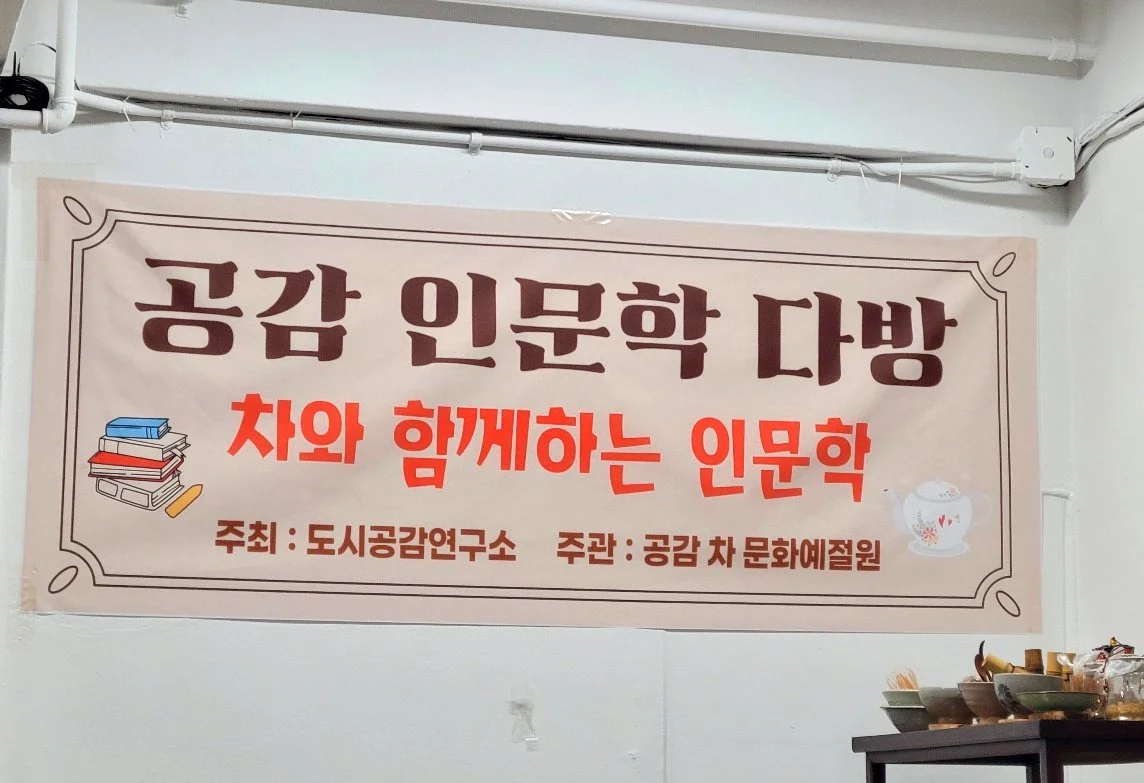 공감 인문학 다방
차와 함께하는 인문학
주최 : 도시공감연구소 주관 : 공감 차 문화예절원